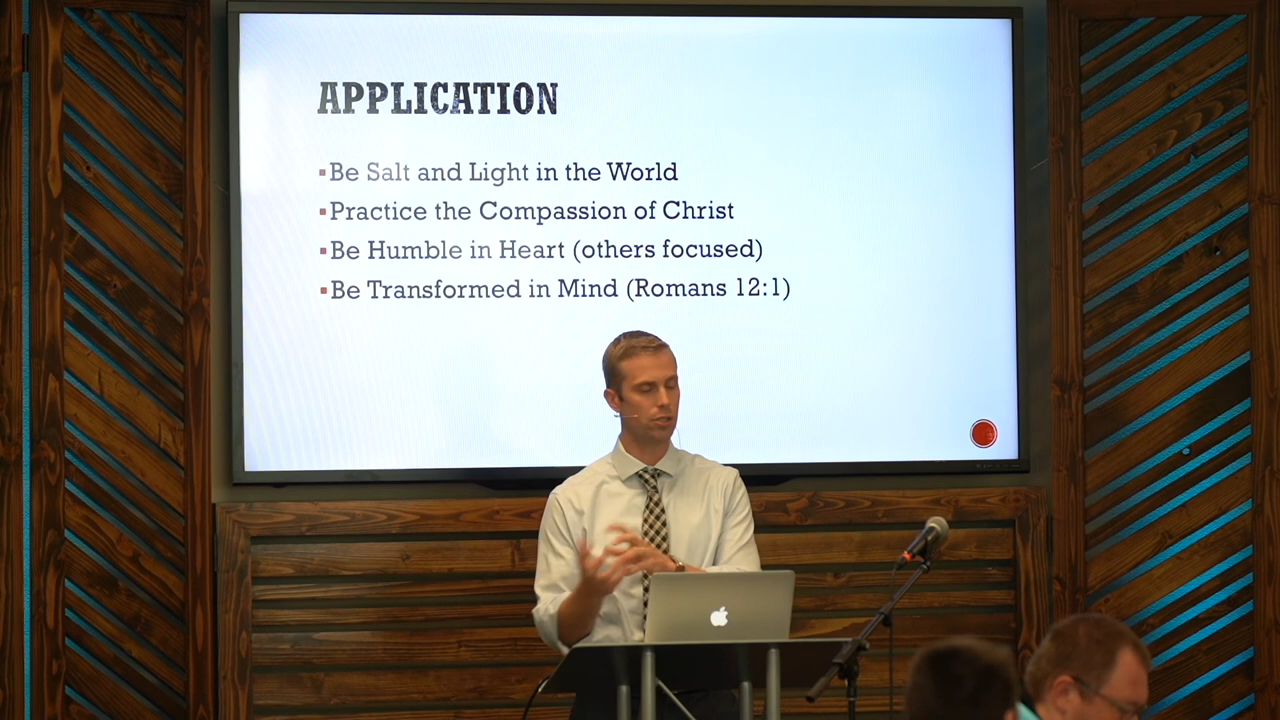 APPLICATION
▪Be Salt and Light in the World
▪Practice the Compassion of Christ
▪Be Humble in Heart (others focused)
▪Be Transformed in Mind (Romans 12:1)